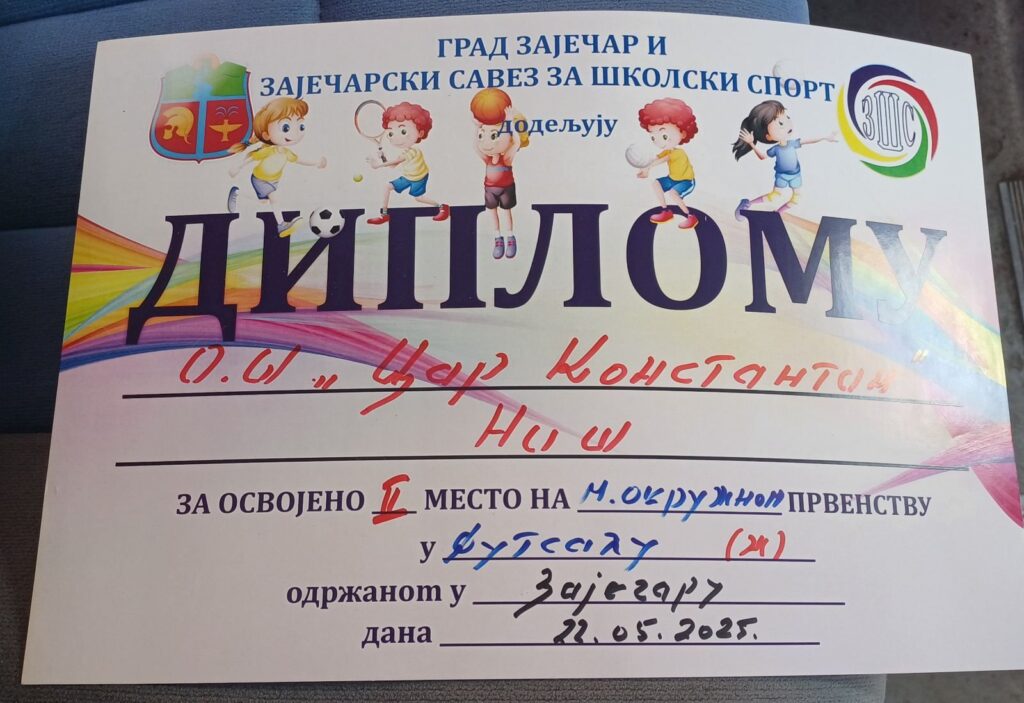 ГРАД ЗАЈЕЧАР И
ЗАЈЕЧАРСКИ САВЕЗ ЗА ШКОЛСКИ СПОРТ
ЗШС
додељују
ДИПЛОМУ
О.Ш „Цар Константин"
Ниш
ЗА ОСВОЈЕНО II МЕСТО НА м.окружном ПРВЕНСТВУ
у футсалу (ж)
одржаног у Зајечару
дана 22.05.2025.